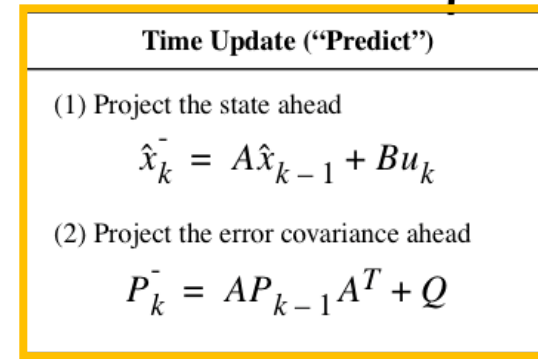 Time Update (“Predict”)
(1) Project the state ahead
x̂ₖ⁻ = Ax̂ₖ₋₁ + Buₖ
(2) Project the error covariance ahead
Pₖ⁻ = APₖ₋₁Aᵀ + Q